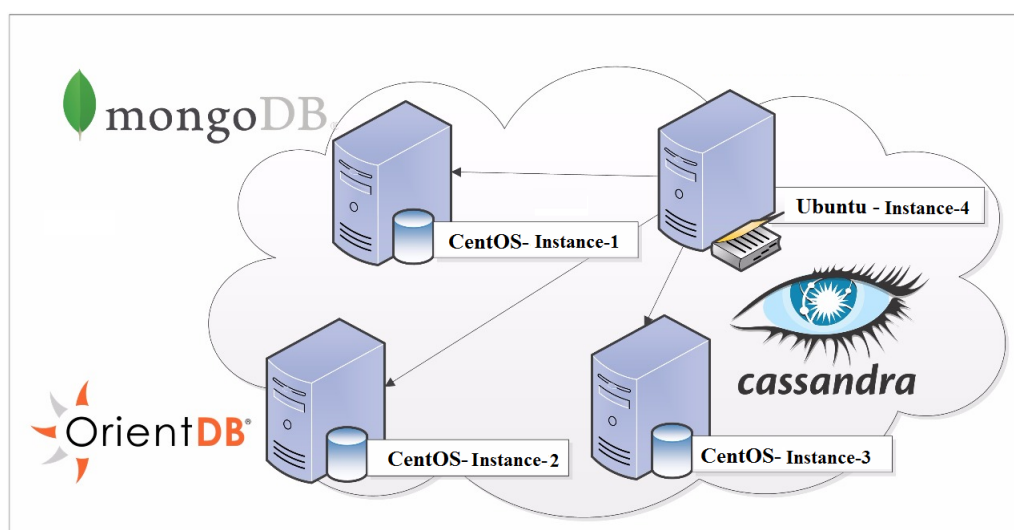 mongoDB
Ubuntu - Instance-4
CentOS- Instance-1
cassandra
OrientDB®
CentOS- Instance- 2
CentOS- Instance-3